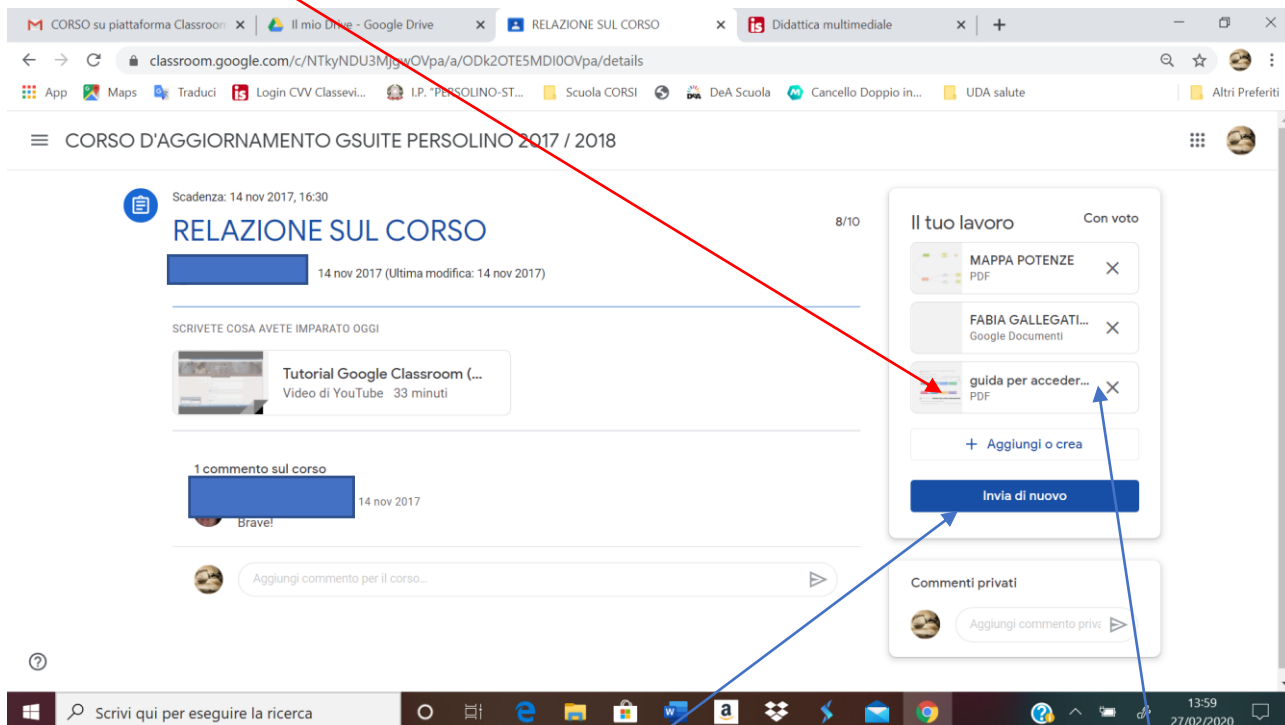 CORSO su piattaforma Classroom
Il mio Drive - Google Drive
RELAZIONE SUL CORSO
Didattica multimediale
classroom.google.com/c/NTkyNDU3MjgwOVpa/a/ODk2OTE5MDI0OVpa/details
App Maps Traduci Login CVV Classevi... I.P. "PERSOLINO-ST... Scuola CORSI DeA Scuola Cancello Doppio in... UDA salute Altri Preferiti
CORSO D'AGGIORNAMENTO GSUITE PERSOLINO 2017 / 2018
Scadenza: 14 nov 2017, 16:30
RELAZIONE SUL CORSO
8/10
14 nov 2017 (Ultima modifica: 14 nov 2017)
SCRIVETE COSA AVETE IMPARATO OGGI
Tutorial Google Classroom (...
Video di YouTube 33 minuti
1 commento sul corso
14 nov 2017
Brave!
Aggiungi commento per il corso...
Il tuo lavoro
Con voto
MAPPA POTENZE
PDF
FABIA GALLEGATI...
Google Documenti
guida per acceder...
PDF
+ Aggiungi o crea
Invia di nuovo
Commenti privati
Aggiungi commento priva
Scrivi qui per eseguire la ricerca
13:59
27/02/2020